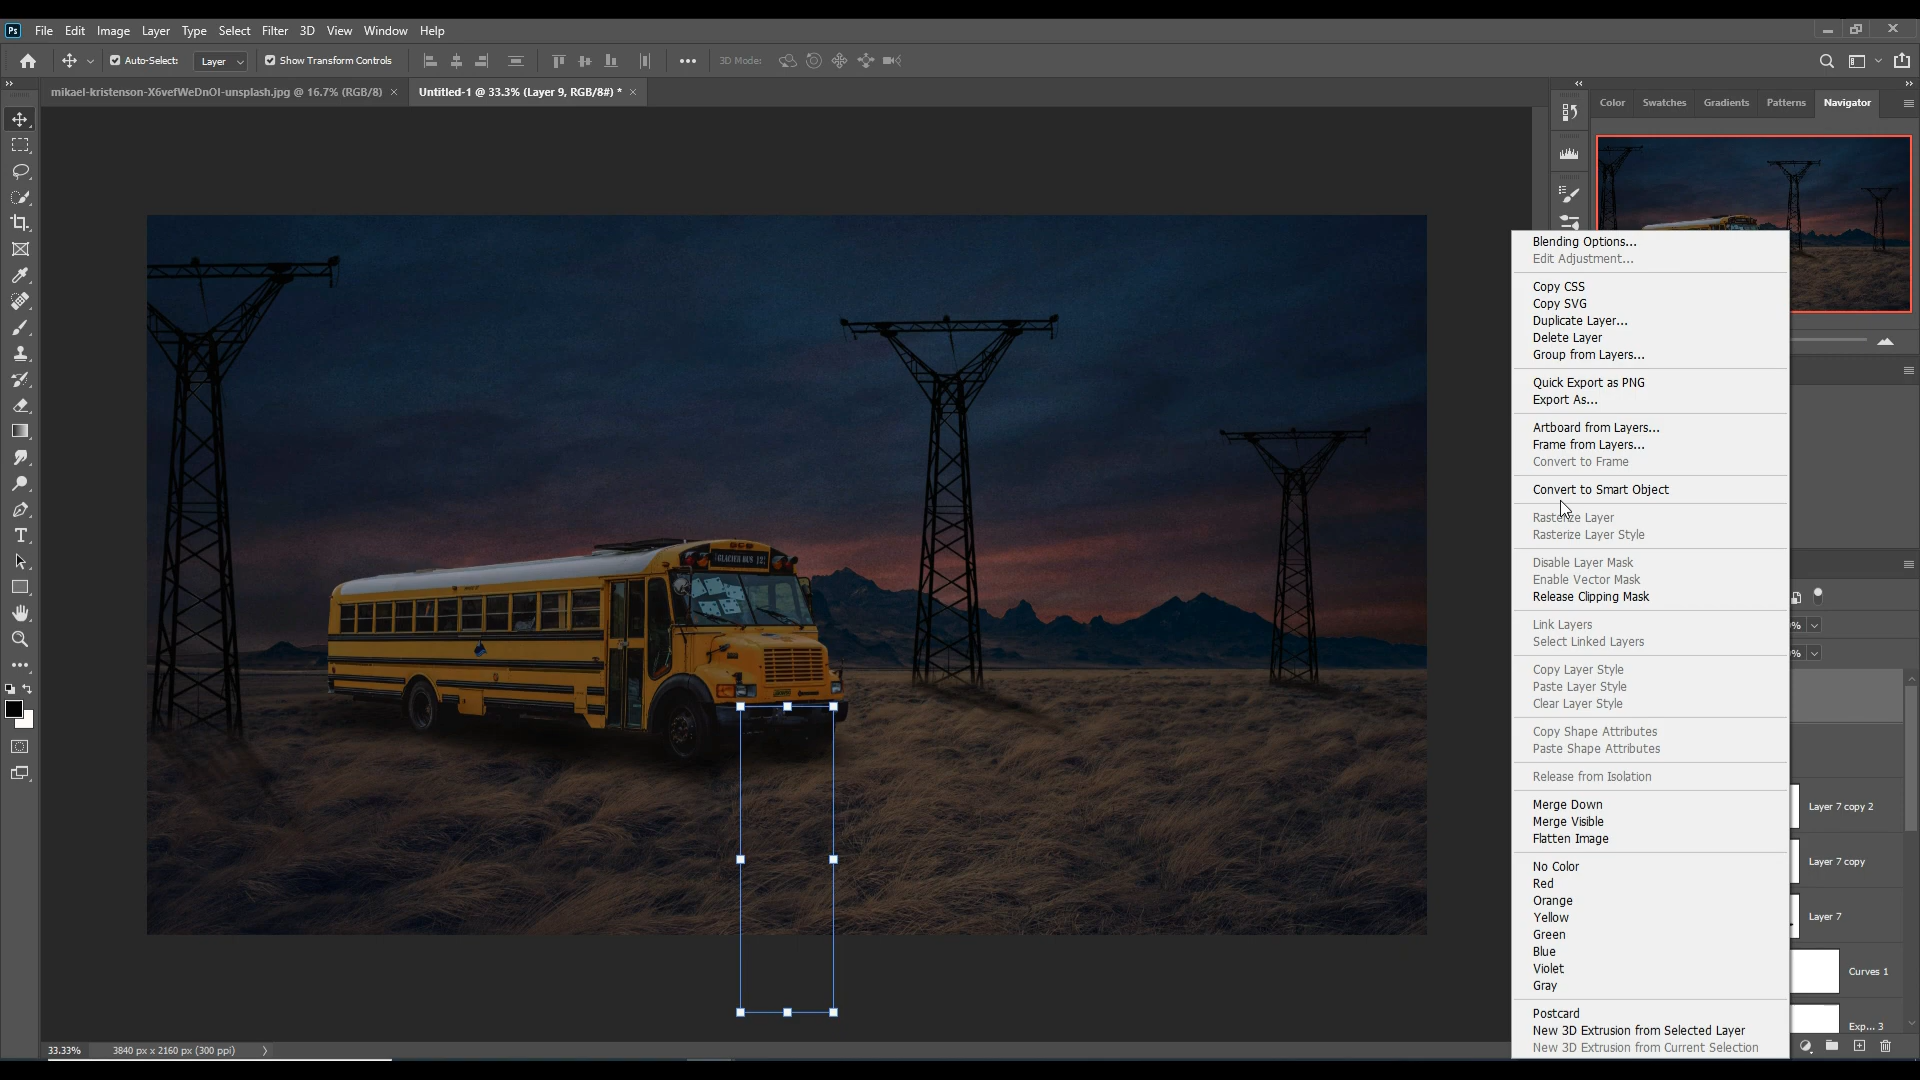 Ps File Edit Image Layer Type Select Filter 3D View Window Help
Auto-Select: Layer Show Transform Controls 3D Mode:
mikael-kristenson-X6vefWeDnOI-unsplash.jpg @ 16.7% (RGB/8) Untitled-1 @ 33.3% (Layer 9, RGB/8#) *
Color Swatches Gradients Patterns Navigator
GLACIER BUS 12
Blending Options...
Edit Adjustment...
Copy CSS
Copy SVG
Duplicate Layer...
Delete Layer
Group from Layers...
Quick Export as PNG
Export As...
Artboard from Layers...
Frame from Layers...
Convert to Frame
Convert to Smart Object
Rasterize Layer
Rasterize Layer Style
Disable Layer Mask
Enable Vector Mask
Release Clipping Mask
Link Layers
Select Linked Layers
Copy Layer Style
Paste Layer Style
Clear Layer Style
Copy Shape Attributes
Paste Shape Attributes
Release from Isolation
Merge Down
Merge Visible
Flatten Image
No Color
Red
Orange
Yellow
Green
Blue
Violet
Gray
Postcard
New 3D Extrusion from Selected Layer
New 3D Extrusion from Current Selection
%
%
Layer 7 copy 2
Layer 7 copy
Layer 7
Curves 1
Exp... 3
33.33% 3840 px x 2160 px (300 ppi)